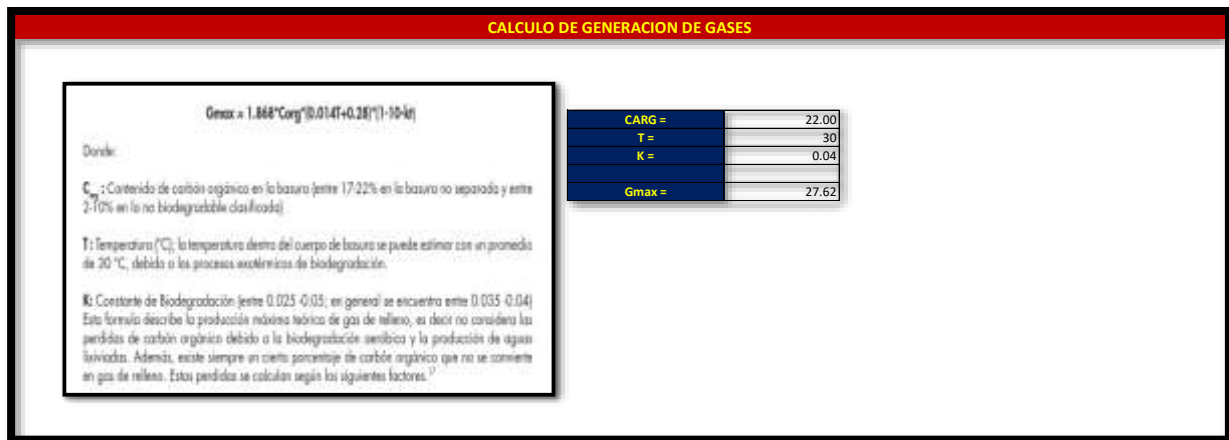 CALCULO DE GENERACION DE GASES
Gmax = 1.868*Corg*(0.014T+0.28)*(1-10-kt)
Donde:
C : Contenido de carbón orgánico en la basura (entre 17-22% en la basura no separada y entre
2-10% en la no biodegradable clasificada)
T : Temperatura (°C); la temperatura dentro del cuerpo de basura se puede estimar con un promedio
de 30 °C, debido a los procesos exotérmicos de biodegradación.
K: Constante de Biodegradación (entre 0.025 -0.05; en general se encuentra entre 0.035 -0.04)
Esta formula describe la producción máxima teórica de gas de relleno, es decir no considera las
perdidas de carbón orgánico debido a la biodegradación aeróbica y la producción de aguas
lixiviadas. Además, existe siempre un cierto porcentaje de carbón orgánico que no se convierte
en gas de relleno. Estas perdidas se calculan según los siguientes factores.
CARG = 22.00
T = 30
K = 0.04
Gmax = 27.62